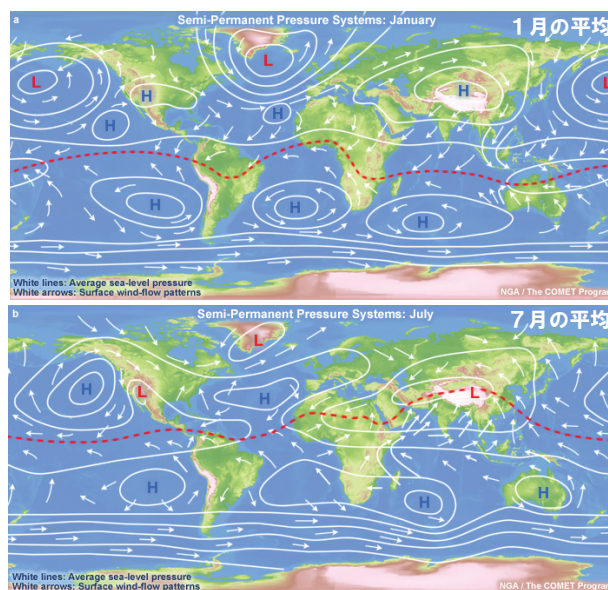 a
Semi-Permanent Pressure Systems: January
1月の平均
L
L
L
H
H
H
H
H
H
H
White lines: Average sea-level pressure
White arrows: Surface wind-flow patterns
NGA / The COMET Program
b
Semi-Permanent Pressure Systems: July
7月の平均
L
H
L
H
L
H
H
H
White lines: Average sea-level pressure
White arrows: Surface wind-flow patterns
NGA / The COMET Program